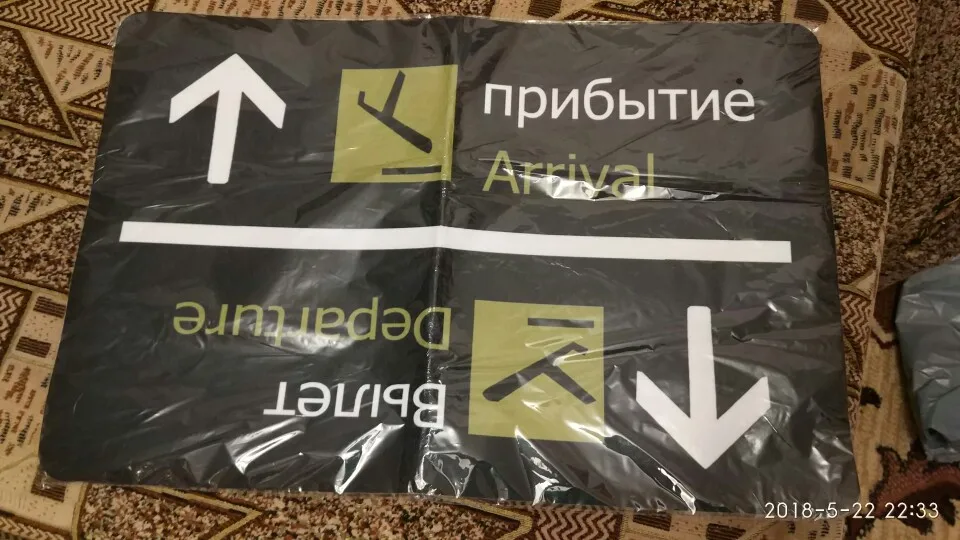 прибытие
Arrival
Вылет
Departure
2018-5-22 22:33